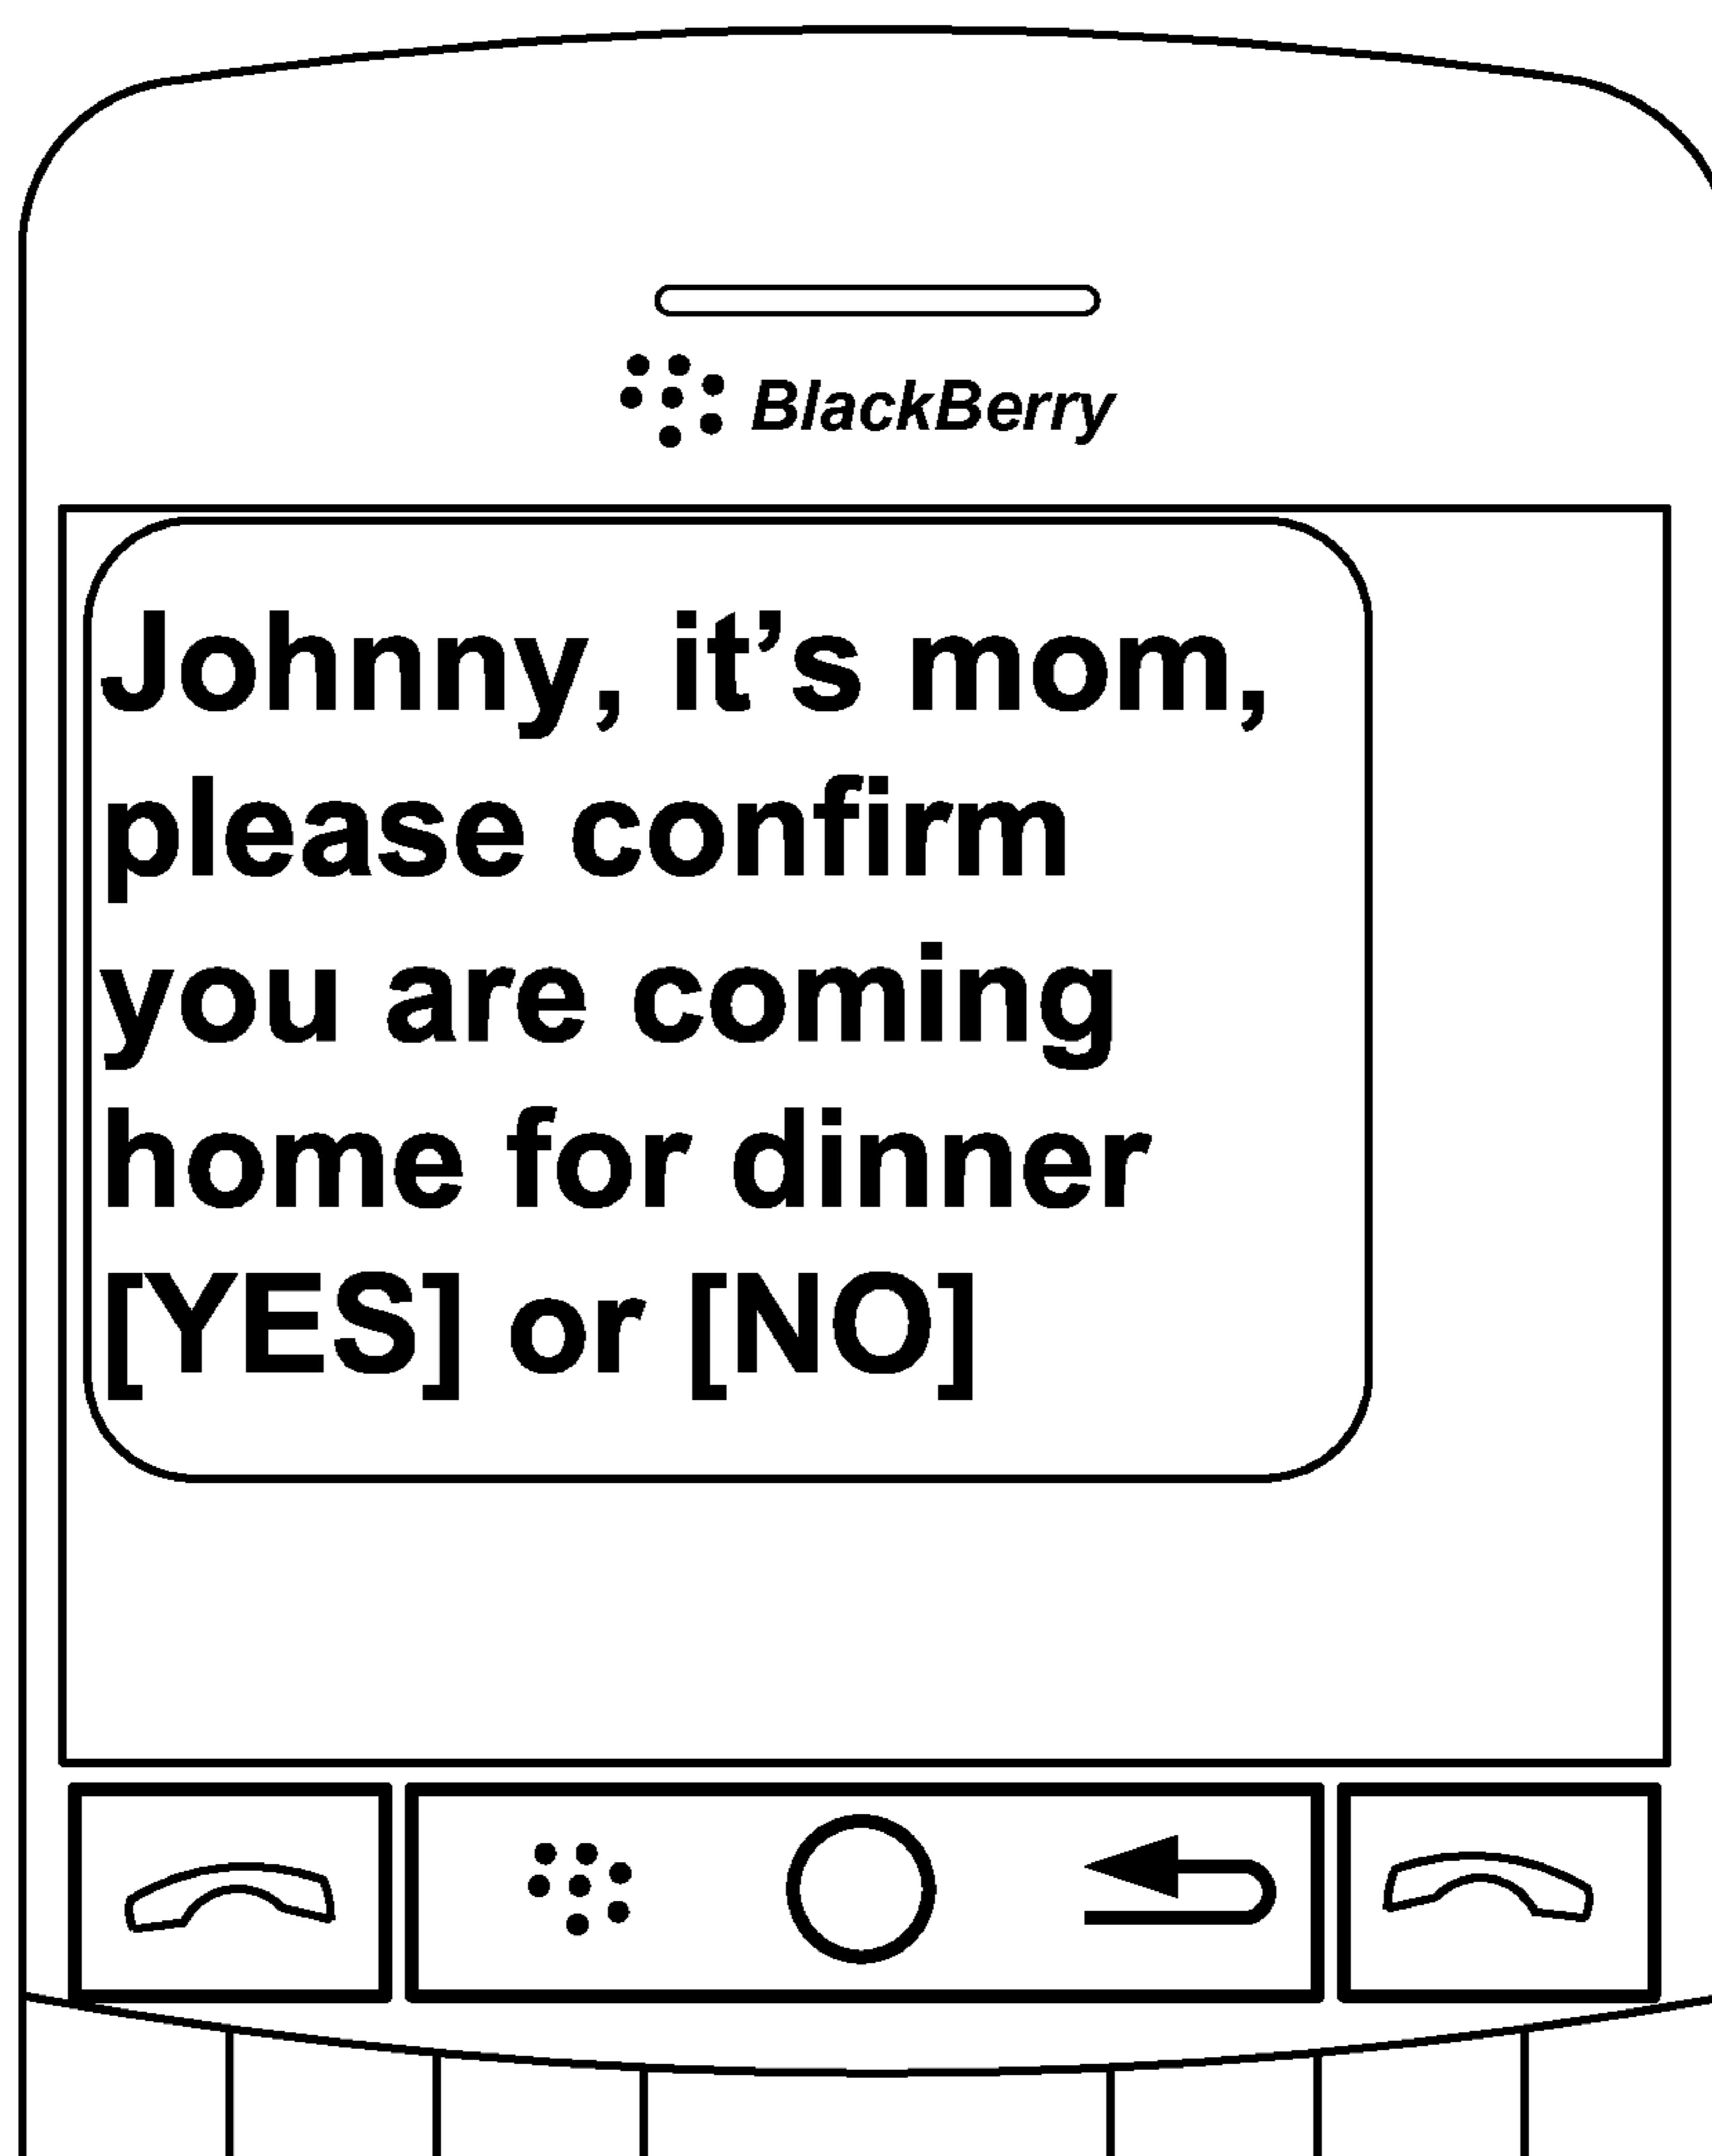 BlackBerry
Johnny, it’s mom,
please confirm
you are coming
home for dinner
[YES] or [NO]